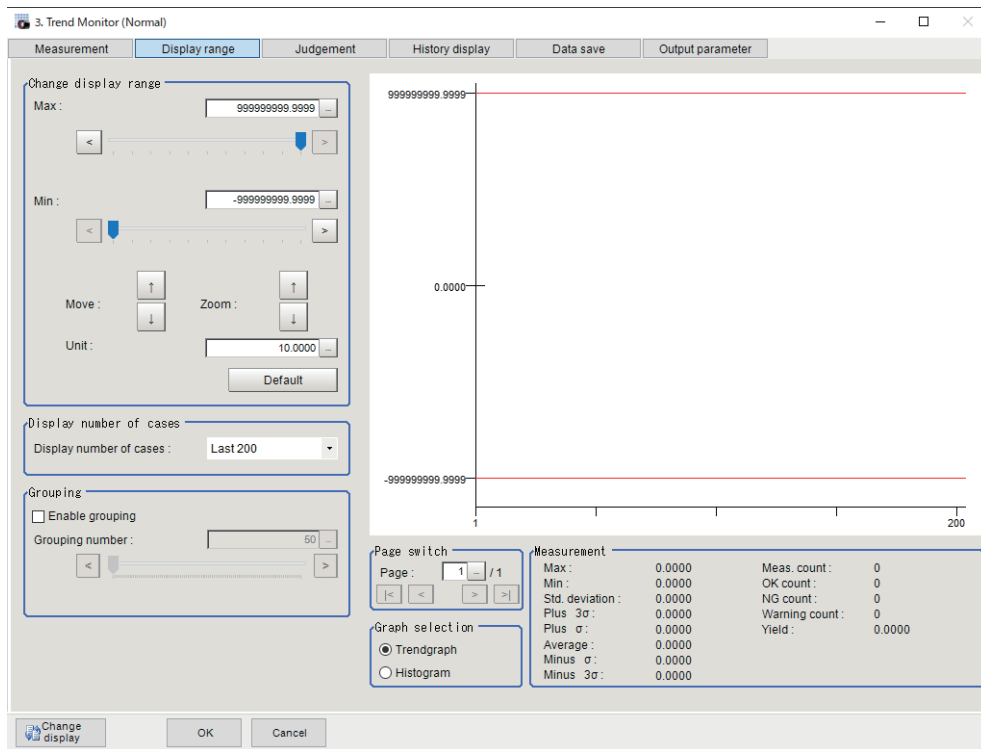 3. Trend Monitor (Normal)
Measurement Display range Judgement History display Data save Output parameter
Change display range
Max :
999999999.9999 ...
< >
Min :
-999999999.9999 ...
< >
Move : ↑ ↓ Zoom : ↑ ↓
Unit : 10.0000 ...
Default
Display number of cases
Display number of cases : Last 200
Grouping
Enable grouping
Grouping number : 50 ...
< >
999999999.9999
0.0000
-999999999.9999
1 200
Page switch
Page : 1 ... / 1
|< < > >|
Graph selection
Trendgraph
Histogram
Measurement
Max : 0.0000 Meas. count : 0
Min : 0.0000 OK count : 0
Std. deviation : 0.0000 NG count : 0
Plus 3σ : 0.0000 Warning count : 0
Plus σ : 0.0000 Yield : 0.0000
Average : 0.0000
Minus σ : 0.0000
Minus 3σ : 0.0000
Change display
OK
Cancel